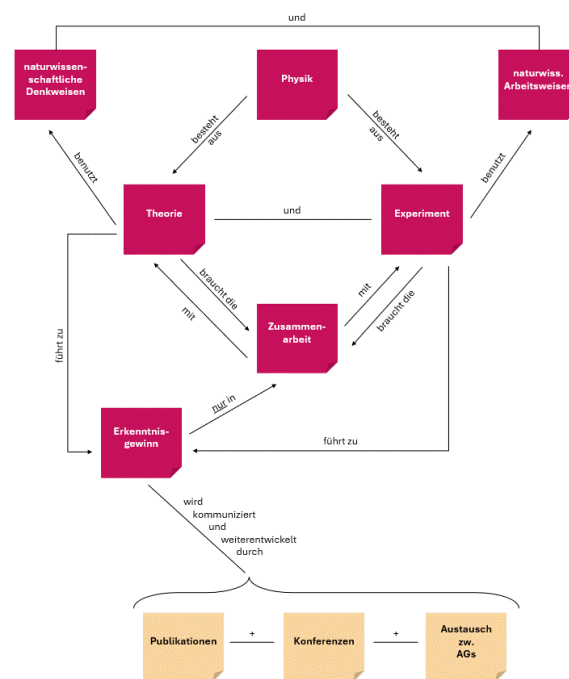 und
naturwissen-
schaftliche
Denkweisen
Physik
naturwiss.
Arbeitsweisen
besteht
aus
besteht
aus
benutzt
benutzt
Theorie
und
Experiment
braucht die
mit
mit
braucht die
Zusammen-
arbeit
führt zu
nur in
Erkenntnis-
gewinn
führt zu
wird
kommuniziert
und
weiterentwickelt
durch
Publikationen
+
Konferenzen
+
Austausch
zw.
AGs